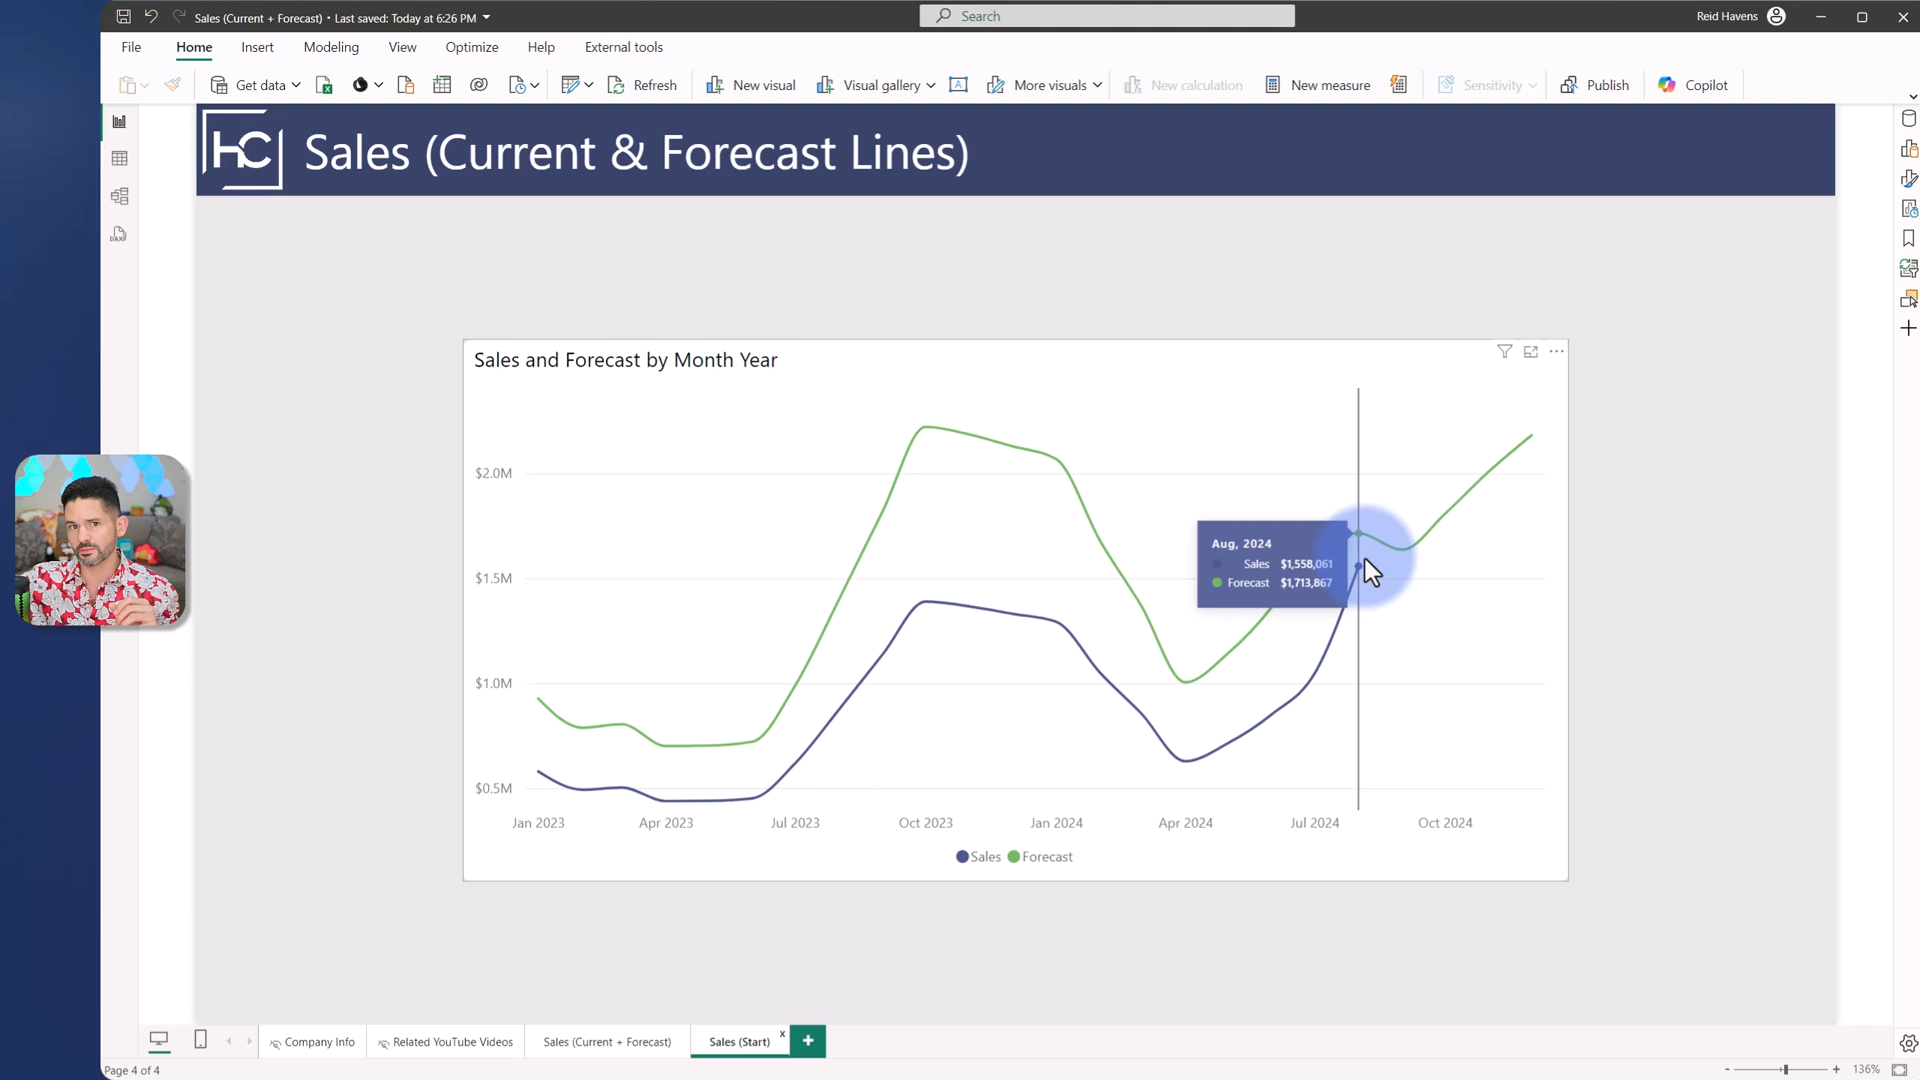 Sales (Current + Forecast) • Last saved: Today at 6:26 PM
Search
Reid Havens
File Home Insert Modeling View Optimize Help External tools
Get data Refresh New visual Visual gallery More visuals New calculation New measure Sensitivity Publish Copilot
HC Sales (Current & Forecast Lines)
DAX
Sales and Forecast by Month Year
$2.0M
$1.5M
$1.0M
$0.5M
Aug, 2024
Sales $1,558,061
Forecast $1,713,867
Jan 2023 Apr 2023 Jul 2023 Oct 2023 Jan 2024 Apr 2024 Jul 2024 Oct 2024
Sales Forecast
Company Info Related YouTube Videos Sales (Current + Forecast) Sales (Start) x +
Page 4 of 4
- + 136%